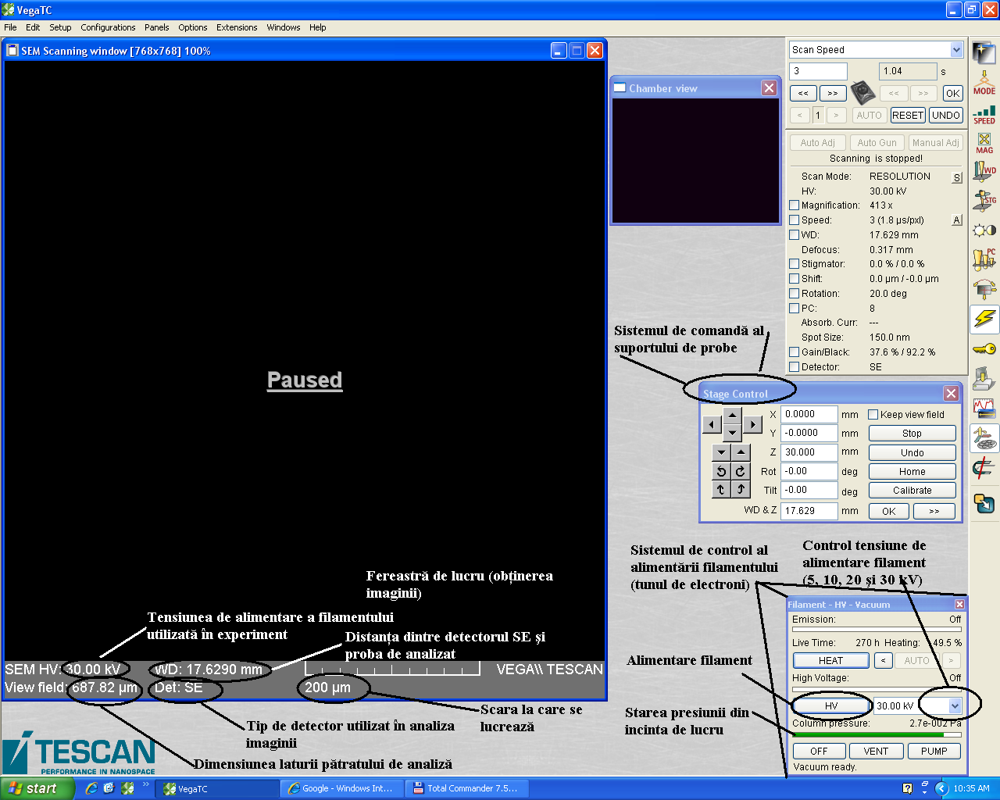 VegaTC
File Edit Setup Configurations Panels Options Extensions Windows Help
SEM Scanning window [768x768] 100%
Paused
Fereastră de lucru (obținerea
imaginii)
Tensiunea de alimentare a filamentului
utilizată în experiment
Distanța dintre detectorul SE și
proba de analizat
SEM HV: 30.00 kV WD: 17.6290 mm VEGA\\ TESCAN
View field: 687.82 µm Det: SE 200 µm
Scara la care se
lucrează
Tip de detector utilizat în analiza
imaginii
Dimensiunea laturii pătratului de analiză
TESCAN
PERFORMANCE IN NANOSPACE
Chamber view
Scan Speed
3 1.04 s
<< >> << >> OK
< 1 > AUTO RESET UNDO
Auto Adj Auto Gun Manual Adj
Scanning is stopped!
Scan Mode: RESOLUTION S
HV: 30.00 kV
Magnification: 413 x
Speed: 3 (1.8 µs/pxl) A
WD: 17.629 mm
Defocus: 0.317 mm
Stigmator: 0.0 % / 0.0 %
Shift: 0.0 µm / -0.0 µm
Rotation: 20.0 deg
PC: 8
Absorb. Curr: ---
Spot Size: 150.0 nm
Gain/Black: 37.6 % / 92.2 %
Detector: SE
MODE
SPEED
MAG
WD
STG
PC
Sistemul de comandă al
suportului de probe
Stage Control
X 0.0000 mm Keep view field
Y -0.0000 mm Stop
Z 30.000 mm Undo
Rot -0.00 deg Home
Tilt -0.00 deg Calibrate
WD & Z 17.629 mm OK >>
Sistemul de control al
alimentării filamentului
(tunul de electroni)
Control tensiune de
alimentare filament
(5, 10, 20 și 30 kV)
Alimentare filament
Starea presiunii din
incinta de lucru
Filament - HV - Vacuum
Emission: Off
Live Time: 270 h Heating: 49.5 %
HEAT < AUTO >
High Voltage: Off
HV 30.00 kV
Column pressure: 2.7e-002 Pa
OFF VENT PUMP
Vacuum ready.
start VegaTC Google - Windows Int... Total Commander 7.5... 10:35 AM